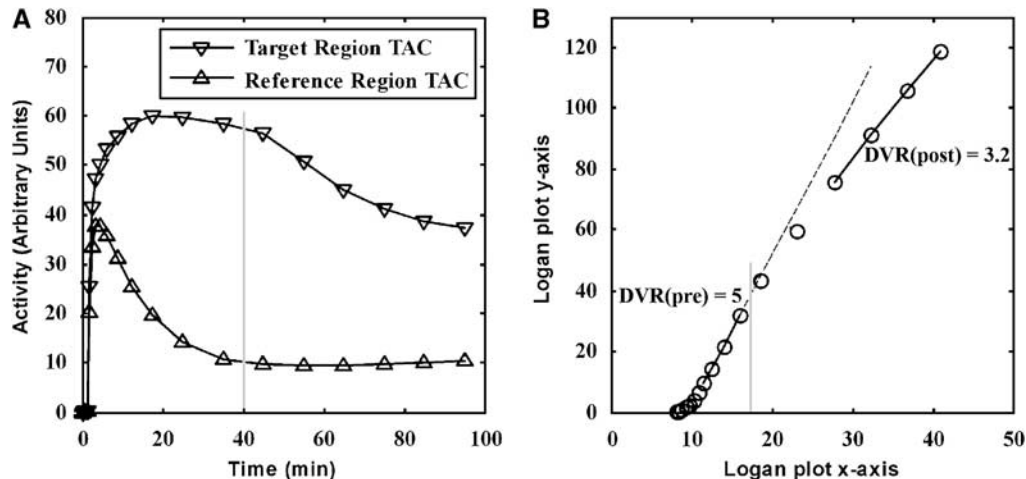 A
Target Region TAC
Reference Region TAC
Activity (Arbitrary Units)
70
60
50
40
30
20
10
0
0 20 40 60 80 100
Time (min)
B
Logan plot y-axis
120
100
80
60
40
20
0
DVR(post) = 3.2
DVR(pre) = 5
0 10 20 30 40 50
Logan plot x-axis